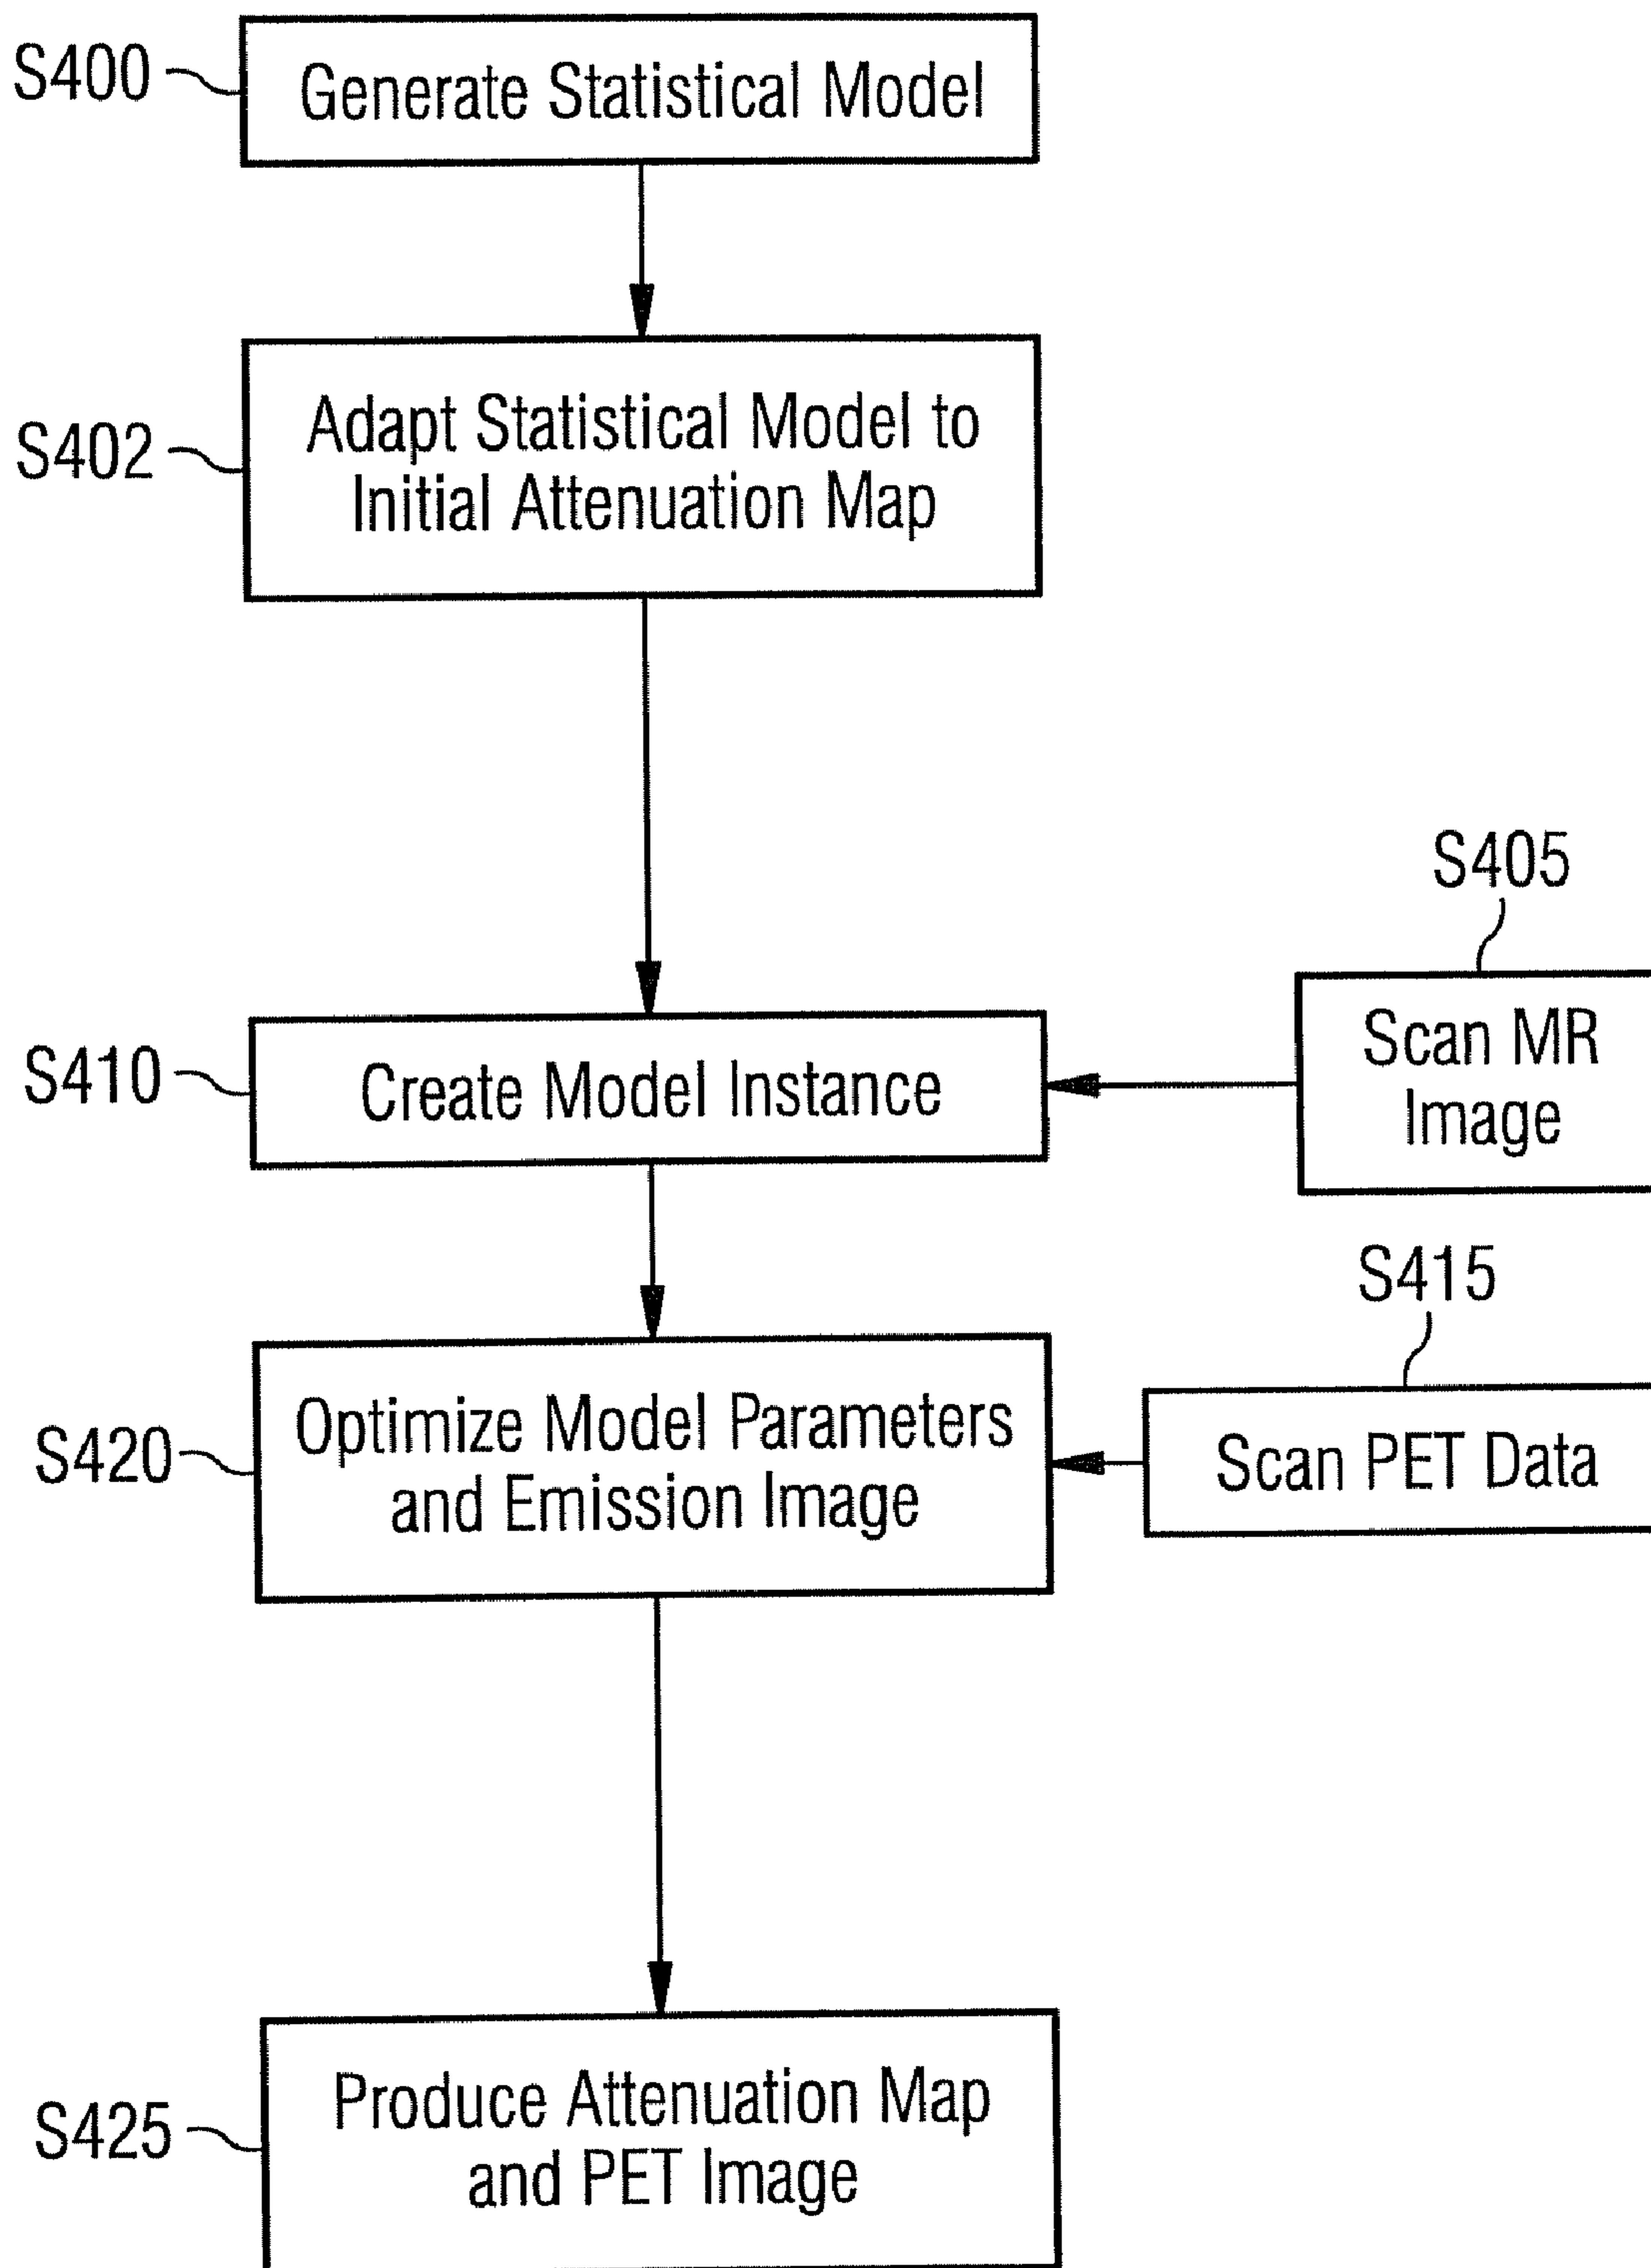 S400
Generate Statistical Model
S402
Adapt Statistical Model to
Initial Attenuation Map
S405
Scan MR
Image
S410
Create Model Instance
S415
Scan PET Data
S420
Optimize Model Parameters
and Emission Image
S425
Produce Attenuation Map
and PET Image